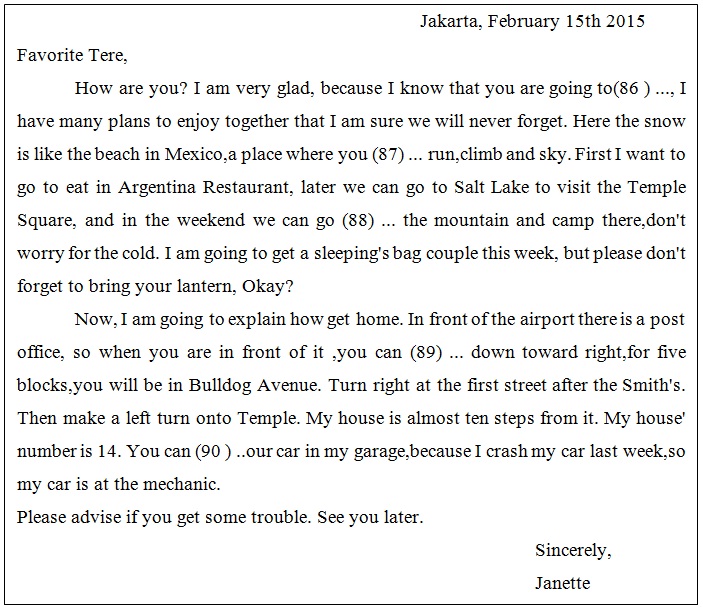 Jakarta, February 15th 2015
Favorite Tere,
How are you? I am very glad, because I know that you are going to(86 ) ..., I
have many plans to enjoy together that I am sure we will never forget. Here the snow
is like the beach in Mexico,a place where you (87) ... run,climb and sky. First I want to
go to eat in Argentina Restaurant, later we can go to Salt Lake to visit the Temple
Square, and in the weekend we can go (88) ... the mountain and camp there,don't
worry for the cold. I am going to get a sleeping's bag couple this week, but please don't
forget to bring your lantern, Okay?
Now, I am going to explain how get home. In front of the airport there is a post
office, so when you are in front of it ,you can (89) ... down toward right,for five
blocks,you will be in Bulldog Avenue. Turn right at the first street after the Smith's.
Then make a left turn onto Temple. My house is almost ten steps from it. My house'
number is 14. You can (90 ) ..our car in my garage,because I crash my car last week,so
my car is at the mechanic.
Please advise if you get some trouble. See you later.
Sincerely,
Janette